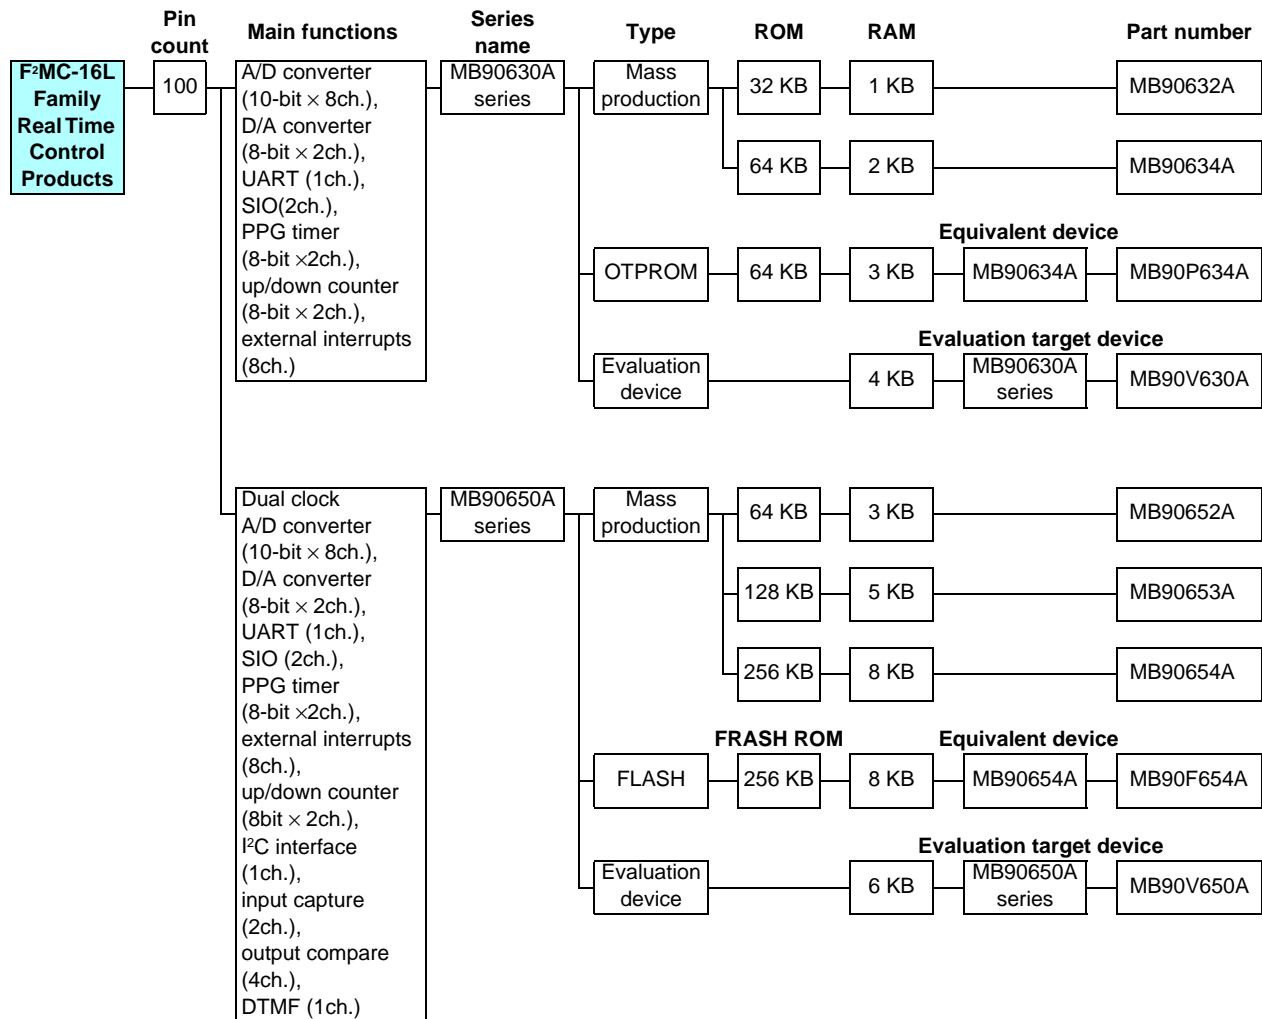 Pin count
Main functions
Series name
Type
ROM
RAM
Part number
F²MC-16L
Family
Real Time
Control
Products
100
A/D converter
(10-bit × 8ch.),
D/A converter
(8-bit × 2ch.),
UART (1ch.),
SIO(2ch.),
PPG timer
(8-bit ×2ch.),
up/down counter
(8-bit × 2ch.),
external interrupts
(8ch.)
MB90630A
series
Mass
production
32 KB
1 KB
MB90632A
64 KB
2 KB
MB90634A
Equivalent device
OTPROM
64 KB
3 KB
MB90634A
MB90P634A
Evaluation target device
Evaluation
device
4 KB
MB90630A
series
MB90V630A
Dual clock
A/D converter
(10-bit × 8ch.),
D/A converter
(8-bit × 2ch.),
UART (1ch.),
SIO (2ch.),
PPG timer
(8-bit ×2ch.),
external interrupts
(8ch.),
up/down counter
(8bit × 2ch.),
I²C interface
(1ch.),
input capture
(2ch.),
output compare
(4ch.),
DTMF (1ch.)
MB90650A
series
Mass
production
64 KB
3 KB
MB90652A
128 KB
5 KB
MB90653A
256 KB
8 KB
MB90654A
FRASH ROM
Equivalent device
FLASH
256 KB
8 KB
MB90654A
MB90F654A
Evaluation target device
Evaluation
device
6 KB
MB90650A
series
MB90V650A